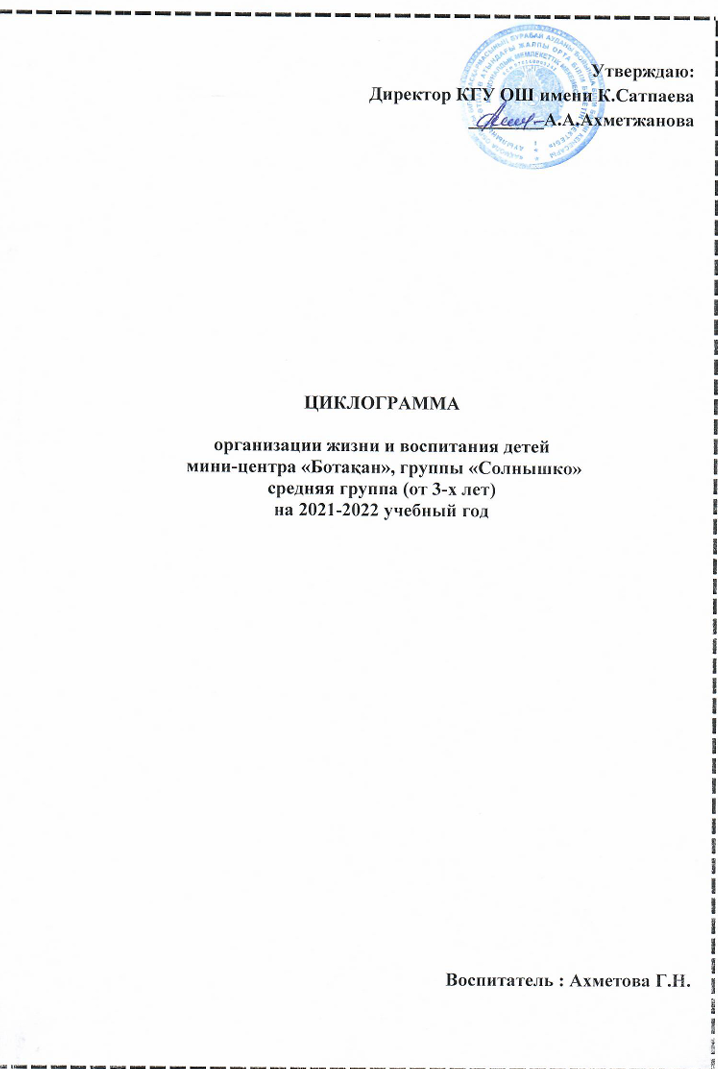 Утверждаю:
Директор КГУ ОШ имени К.Сатпаева
________А.А.Ахметжанова
ЦИКЛОГРАММА
организации жизни и воспитания детей
мини-центра «Ботақан», группы «Солнышко»
средняя группа (от 3-х лет)
на 2021-2022 учебный год
Воспитатель : Ахметова Г.Н.